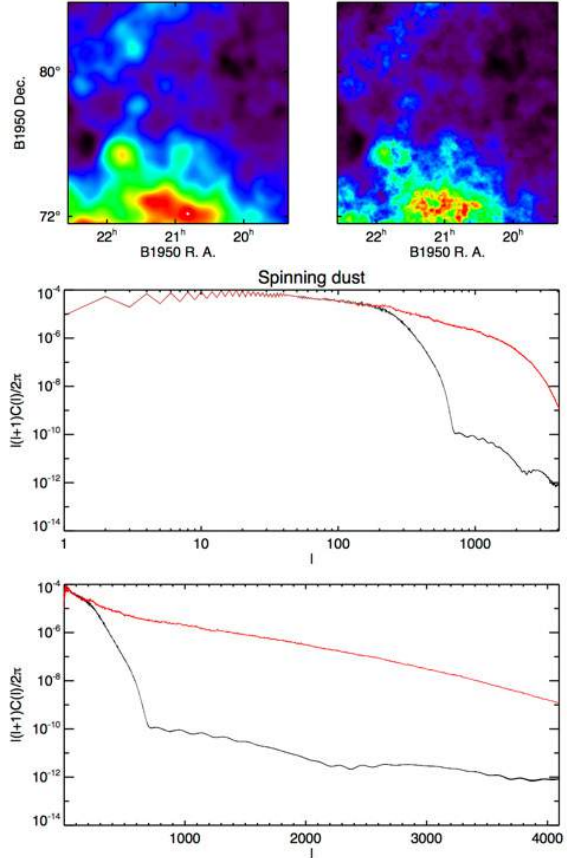 B1950 Dec.
80°
72°
22ʰ 21ʰ 20ʰ
B1950 R. A.
22ʰ 21ʰ 20ʰ
B1950 R. A.
Spinning dust
l(l+1)C(l)/2π
10⁻⁴
10⁻⁶
10⁻⁸
10⁻¹⁰
10⁻¹²
10⁻¹⁴
1 10 100 1000
l
l(l+1)C(l)/2π
10⁻⁴
10⁻⁶
10⁻⁸
10⁻¹⁰
10⁻¹²
10⁻¹⁴
1000 2000 3000 4000
l